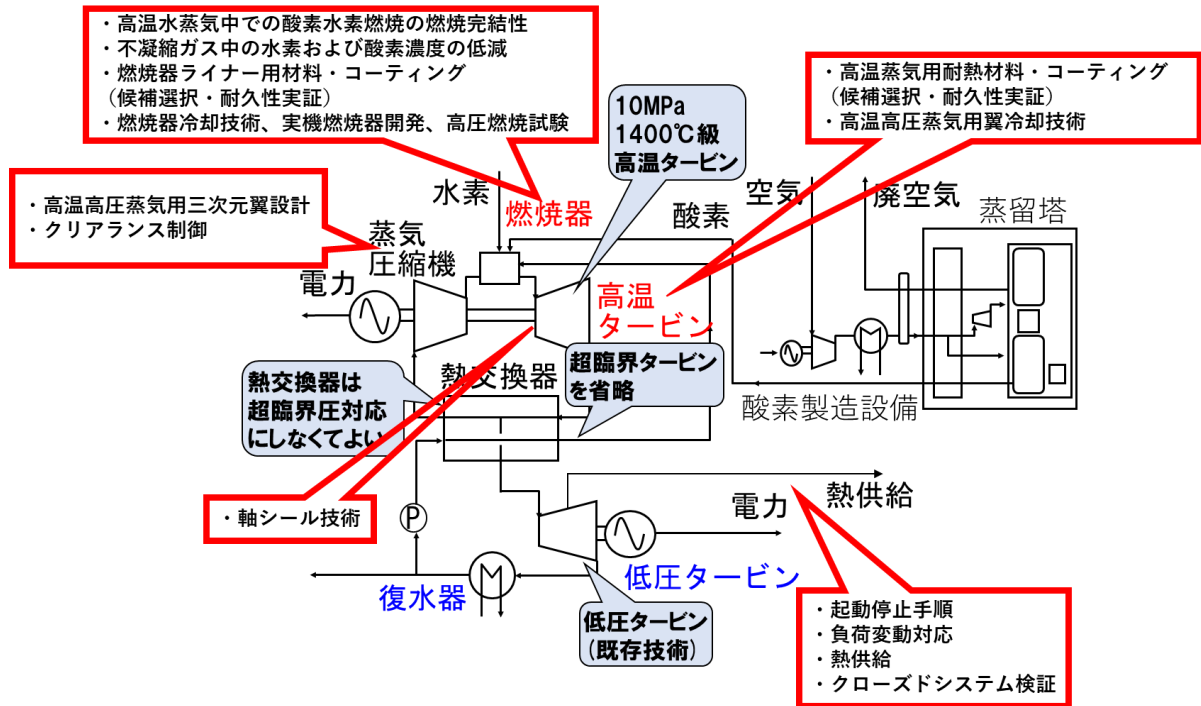 ・高温水蒸気中での酸素水素燃焼の燃焼完結性
・不凝縮ガス中の水素および酸素濃度の低減
・燃焼器ライナー用材料・コーティング
(候補選択・耐久性実証)
・燃焼器冷却技術、実機燃焼器開発、高圧燃焼試験
・高温蒸気用耐熱材料・コーティング
(候補選択・耐久性実証)
・高温高圧蒸気用翼冷却技術
10MPa
1400℃級
高温タービン
・高温高圧蒸気用三次元翼設計
・クリアランス制御
水素
燃焼器
酸素
空気
廃空気
蒸留塔
蒸気
圧縮機
電力
高温
タービン
熱交換器は
超臨界圧対応
にしなくてよい
熱交換器
超臨界タービン
を省略
酸素製造設備
・軸シール技術
P
電力
熱供給
復水器
低圧タービン
低圧タービン
(既存技術)
・起動停止手順
・負荷変動対応
・熱供給
・クローズドシステム検証